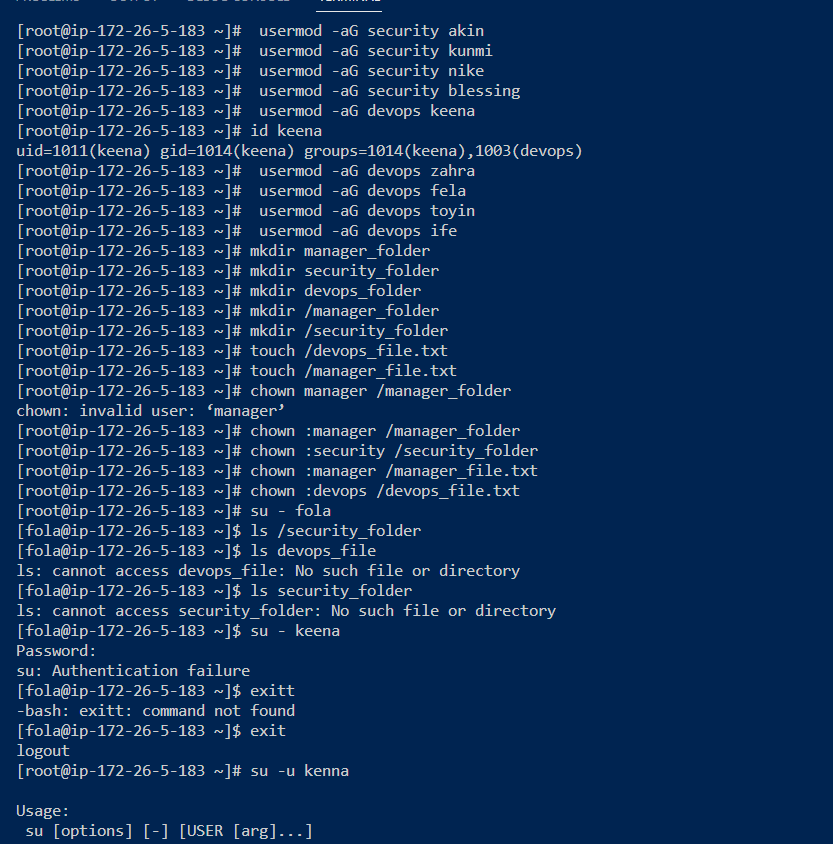 [root@ip-172-26-5-183 ~]#  usermod -aG security akin
[root@ip-172-26-5-183 ~]#  usermod -aG security kunmi
[root@ip-172-26-5-183 ~]#  usermod -aG security nike
[root@ip-172-26-5-183 ~]#  usermod -aG security blessing
[root@ip-172-26-5-183 ~]#  usermod -aG devops keena
[root@ip-172-26-5-183 ~]# id keena
uid=1011(keena) gid=1014(keena) groups=1014(keena),1003(devops)
[root@ip-172-26-5-183 ~]#  usermod -aG devops zahra
[root@ip-172-26-5-183 ~]#  usermod -aG devops fela
[root@ip-172-26-5-183 ~]#  usermod -aG devops toyin
[root@ip-172-26-5-183 ~]#  usermod -aG devops ife
[root@ip-172-26-5-183 ~]# mkdir manager_folder
[root@ip-172-26-5-183 ~]# mkdir security_folder
[root@ip-172-26-5-183 ~]# mkdir devops_folder
[root@ip-172-26-5-183 ~]# mkdir /manager_folder
[root@ip-172-26-5-183 ~]# mkdir /security_folder
[root@ip-172-26-5-183 ~]# touch /devops_file.txt
[root@ip-172-26-5-183 ~]# touch /manager_file.txt
[root@ip-172-26-5-183 ~]# chown manager /manager_folder
chown: invalid user: ‘manager’
[root@ip-172-26-5-183 ~]# chown :manager /manager_folder
[root@ip-172-26-5-183 ~]# chown :security /security_folder
[root@ip-172-26-5-183 ~]# chown :manager /manager_file.txt
[root@ip-172-26-5-183 ~]# chown :devops /devops_file.txt
[root@ip-172-26-5-183 ~]# su - fola
[fola@ip-172-26-5-183 ~]$ ls /security_folder
[fola@ip-172-26-5-183 ~]$ ls devops_file
ls: cannot access devops_file: No such file or directory
[fola@ip-172-26-5-183 ~]$ ls security_folder
ls: cannot access security_folder: No such file or directory
[fola@ip-172-26-5-183 ~]$ su - keena
Password:
su: Authentication failure
[fola@ip-172-26-5-183 ~]$ exitt
-bash: exitt: command not found
[fola@ip-172-26-5-183 ~]$ exit
logout
[root@ip-172-26-5-183 ~]# su -u kenna
Usage:
 su [options] [-] [USER [arg]...]